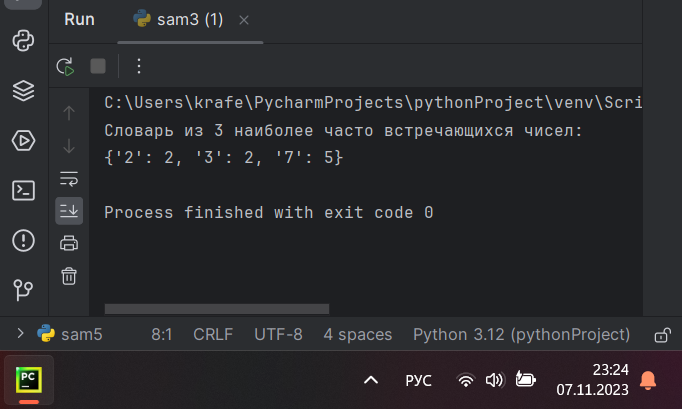 Run sam3 (1)
C:\Users\krafe\PycharmProjects\pythonProject\venv\Scri
Словарь из 3 наиболее часто встречающихся чисел:
{'2': 2, '3': 2, '7': 5}
Process finished with exit code 0
sam5 8:1 CRLF UTF-8 4 spaces Python 3.12 (pythonProject)
PC РУС 23:24
07.11.2023